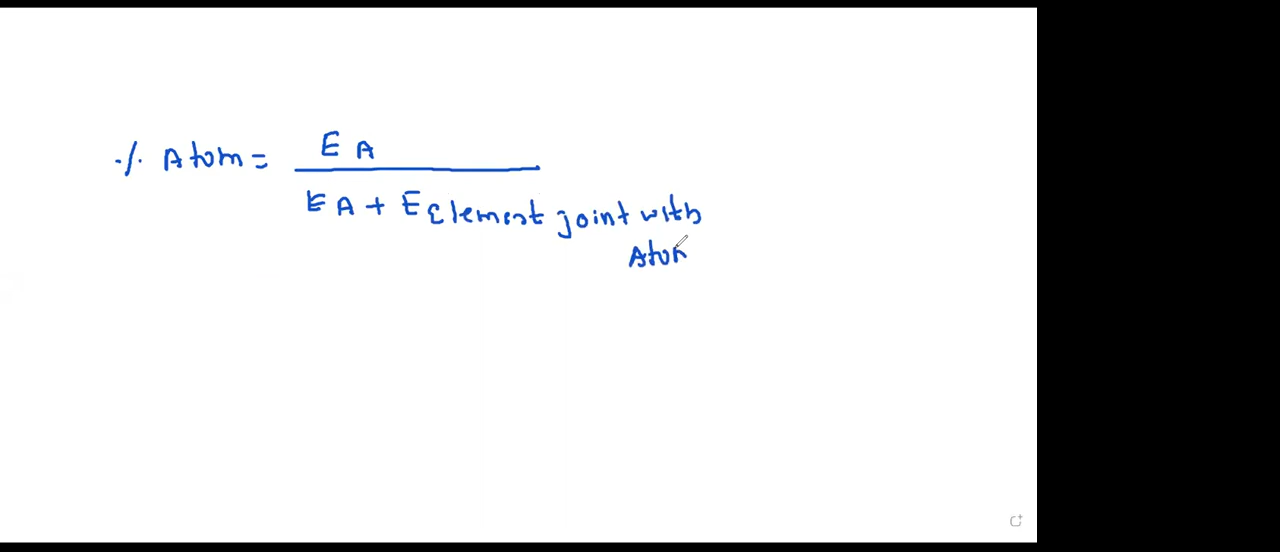 ·/. Atom = E A
E A + E Element joint with
Atom